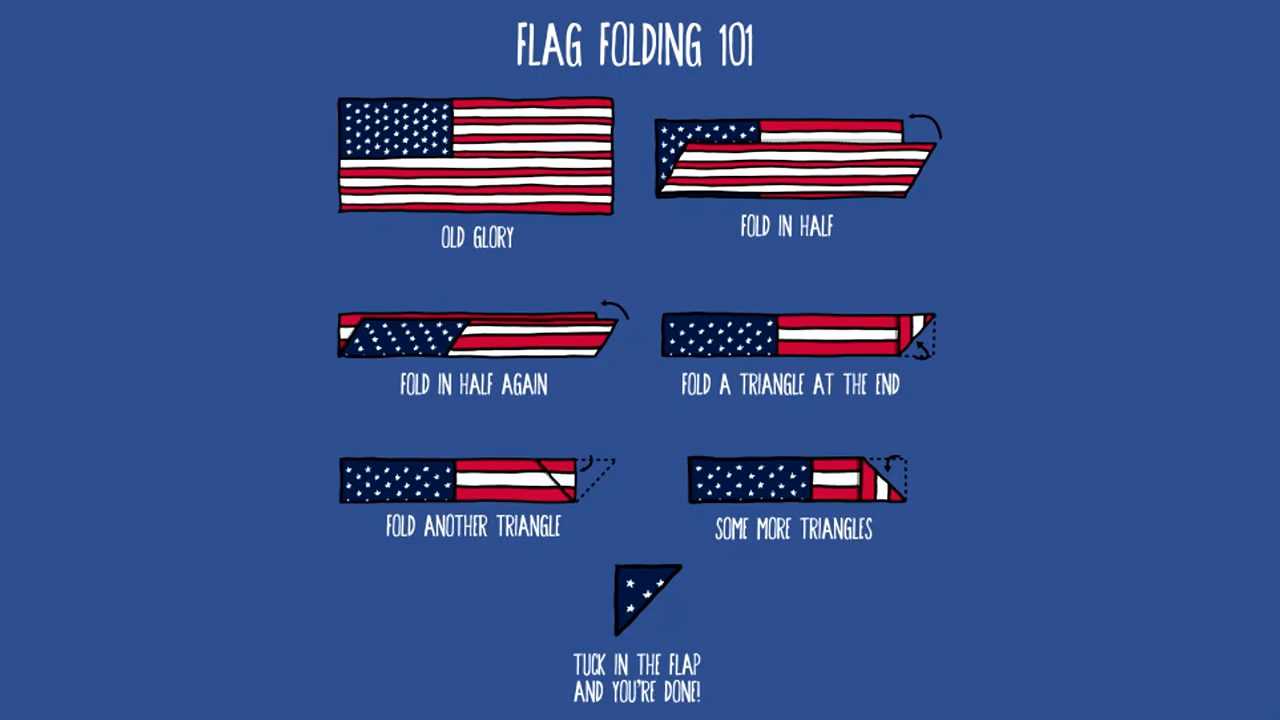 FLAG FOLDING 101
OLD GLORY
FOLD IN HALF
FOLD IN HALF AGAIN
FOLD A TRIANGLE AT THE END
FOLD ANOTHER TRIANGLE
SOME MORE TRIANGLES
TUCK IN THE FLAP
AND YOU'RE DONE!